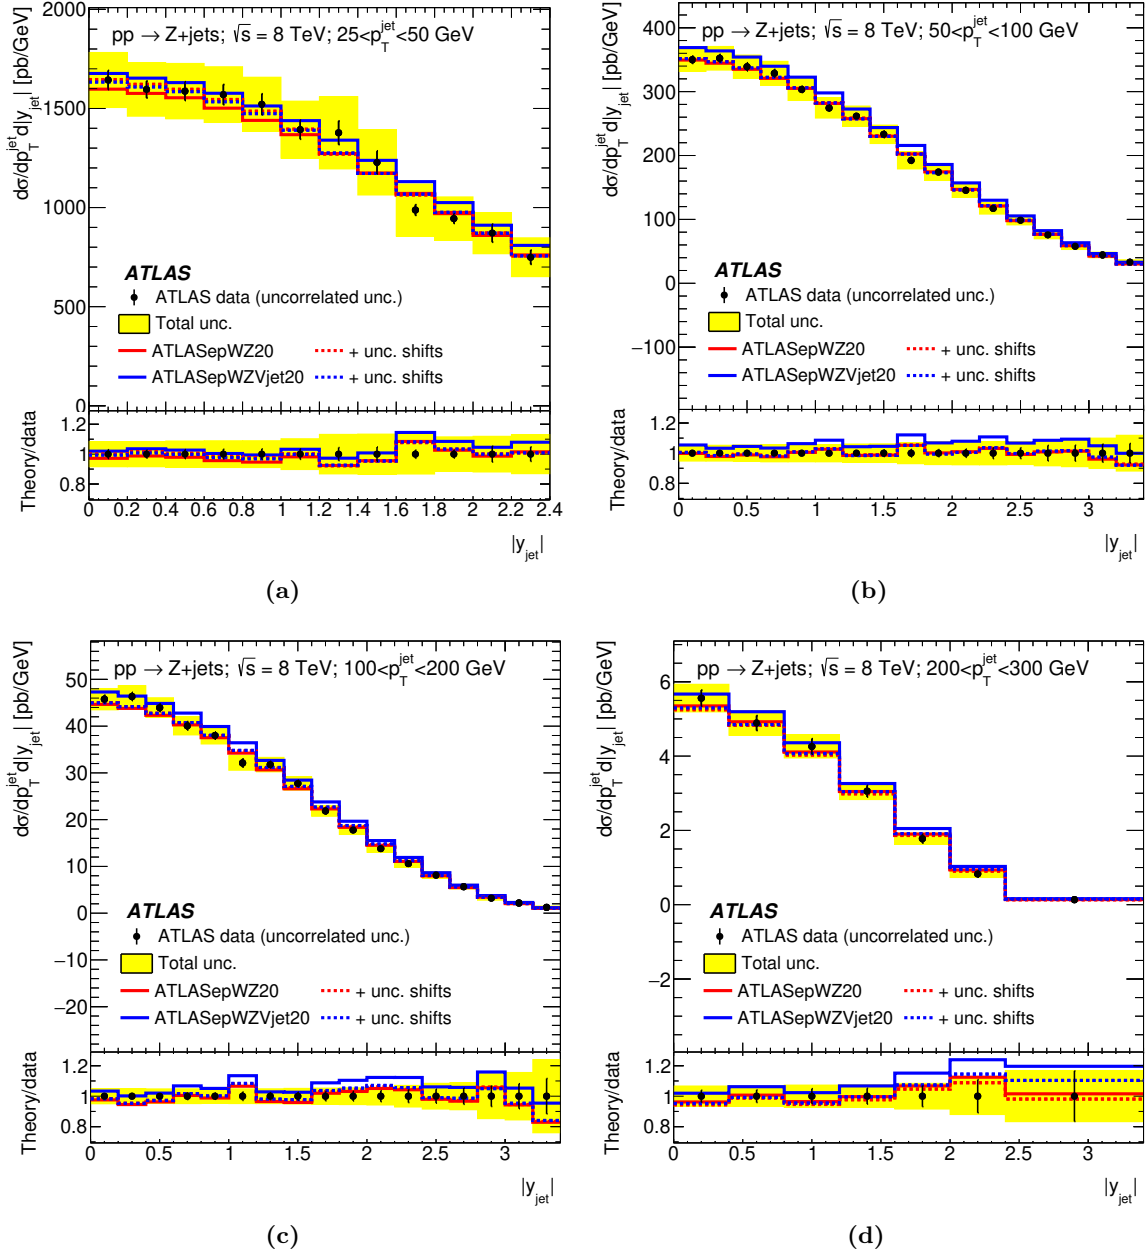 pp → Z+jets; √s = 8 TeV; 25<p_T^jet<50 GeV
dσ/dp_T^jet d|y_jet| [pb/GeV]
2000
1600
1000
600
0
ATLAS
ATLAS data (uncorrelated unc.)
Total unc.
ATLASepWZ20 + unc. shifts
ATLASepWZVjet20 + unc. shifts
Theory/data
1.2
1
0.8
0 0.2 0.4 0.6 0.8 1 1.2 1.4 1.6 1.8 2 2.2 2.4
|y_jet|
(a)
pp → Z+jets; √s = 8 TeV; 50<p_T^jet<100 GeV
dσ/dp_T^jet d|y_jet| [pb/GeV]
400
300
200
100
0
−100
ATLAS
ATLAS data (uncorrelated unc.)
Total unc.
ATLASepWZ20 + unc. shifts
ATLASepWZVjet20 + unc. shifts
Theory/data
1.2
1
0.8
0 0.5 1 1.5 2 2.5 3
|y_jet|
(b)
pp → Z+jets; √s = 8 TeV; 100<p_T^jet<200 GeV
dσ/dp_T^jet d|y_jet| [pb/GeV]
50
40
30
20
10
0
−10
−20
ATLAS
ATLAS data (uncorrelated unc.)
Total unc.
ATLASepWZ20 + unc. shifts
ATLASepWZVjet20 + unc. shifts
Theory/data
1.2
1
0.8
0 0.5 1 1.5 2 2.5 3
|y_jet|
(c)
pp → Z+jets; √s = 8 TeV; 200<p_T^jet<300 GeV
dσ/dp_T^jet d|y_jet| [pb/GeV]
6
4
2
0
−2
ATLAS
ATLAS data (uncorrelated unc.)
Total unc.
ATLASepWZ20 + unc. shifts
ATLASepWZVjet20 + unc. shifts
Theory/data
1.2
1
0.8
0 0.5 1 1.5 2 2.5 3
|y_jet|
(d)